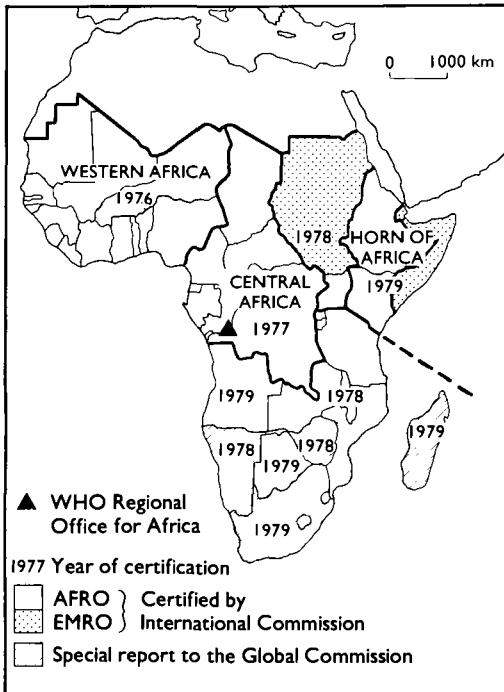 0 1000 km
WESTERN AFRICA
1976
1978
HORN OF
AFRICA
1979
CENTRAL
AFRICA
1977
1979
1978
1979
1978
1978
1979
1979
▲ WHO Regional
Office for Africa
1977 Year of certification
AFRO } Certified by
EMRO } International Commission
Special report to the Global Commission